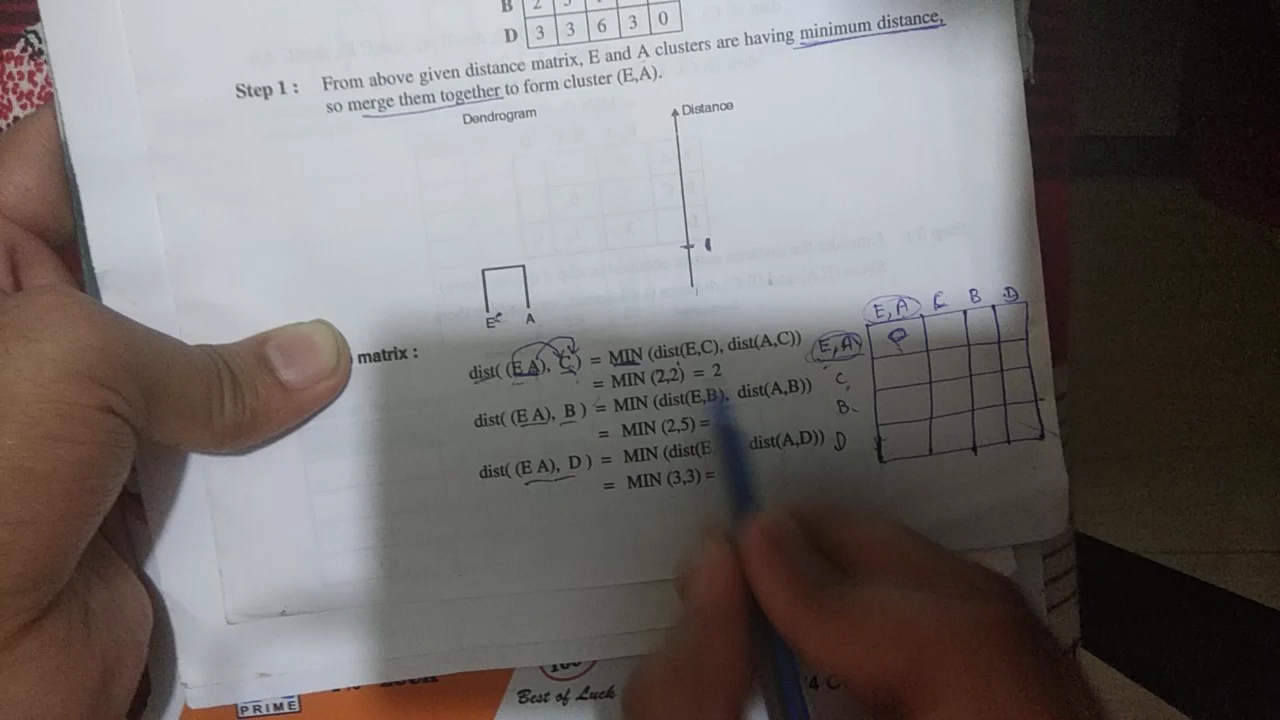 B 2
D 3 3 6 3 0
Step 1 : From above given distance matrix, E and A clusters are having minimum distance,
so merge them together to form cluster (E,A).
Dendrogram
Distance
E A
matrix :
dist( (E A), C) = MIN (dist(E,C), dist(A,C))
= MIN (2,2) = 2
dist( (E A), B ) = MIN (dist(E,B), dist(A,B))
= MIN (2,5) =
dist( (E A), D ) = MIN (dist(E dist(A,D))
= MIN (3,3) =
E, A C B D
E, A 0
C
B
D
PRIME
100
Best of Luck